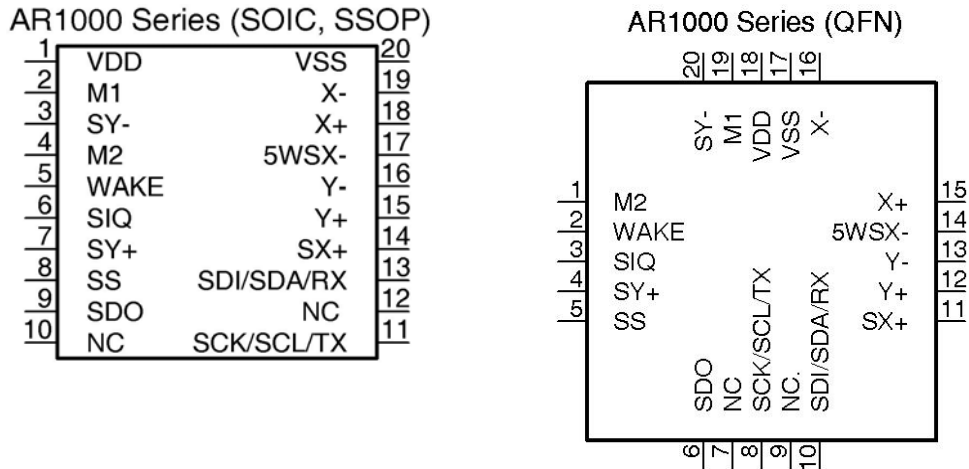 AR1000 Series (SOIC, SSOP)
1 VDD VSS 20
2 M1 X- 19
3 SY- X+ 18
4 M2 5WSX- 17
5 WAKE Y- 16
6 SIQ Y+ 15
7 SY+ SX+ 14
8 SS SDI/SDA/RX 13
9 SDO NC 12
10 NC SCK/SCL/TX 11
AR1000 Series (QFN)
20 19 18 17 16
SY- M1 VDD VSS X-
1 M2 X+ 15
2 WAKE 5WSX- 14
3 SIQ Y- 13
4 SY+ Y+ 12
5 SS SX+ 11
SDO NC SCK/SCL/TX NC. SDI/SDA/RX
6 7 8 9 10